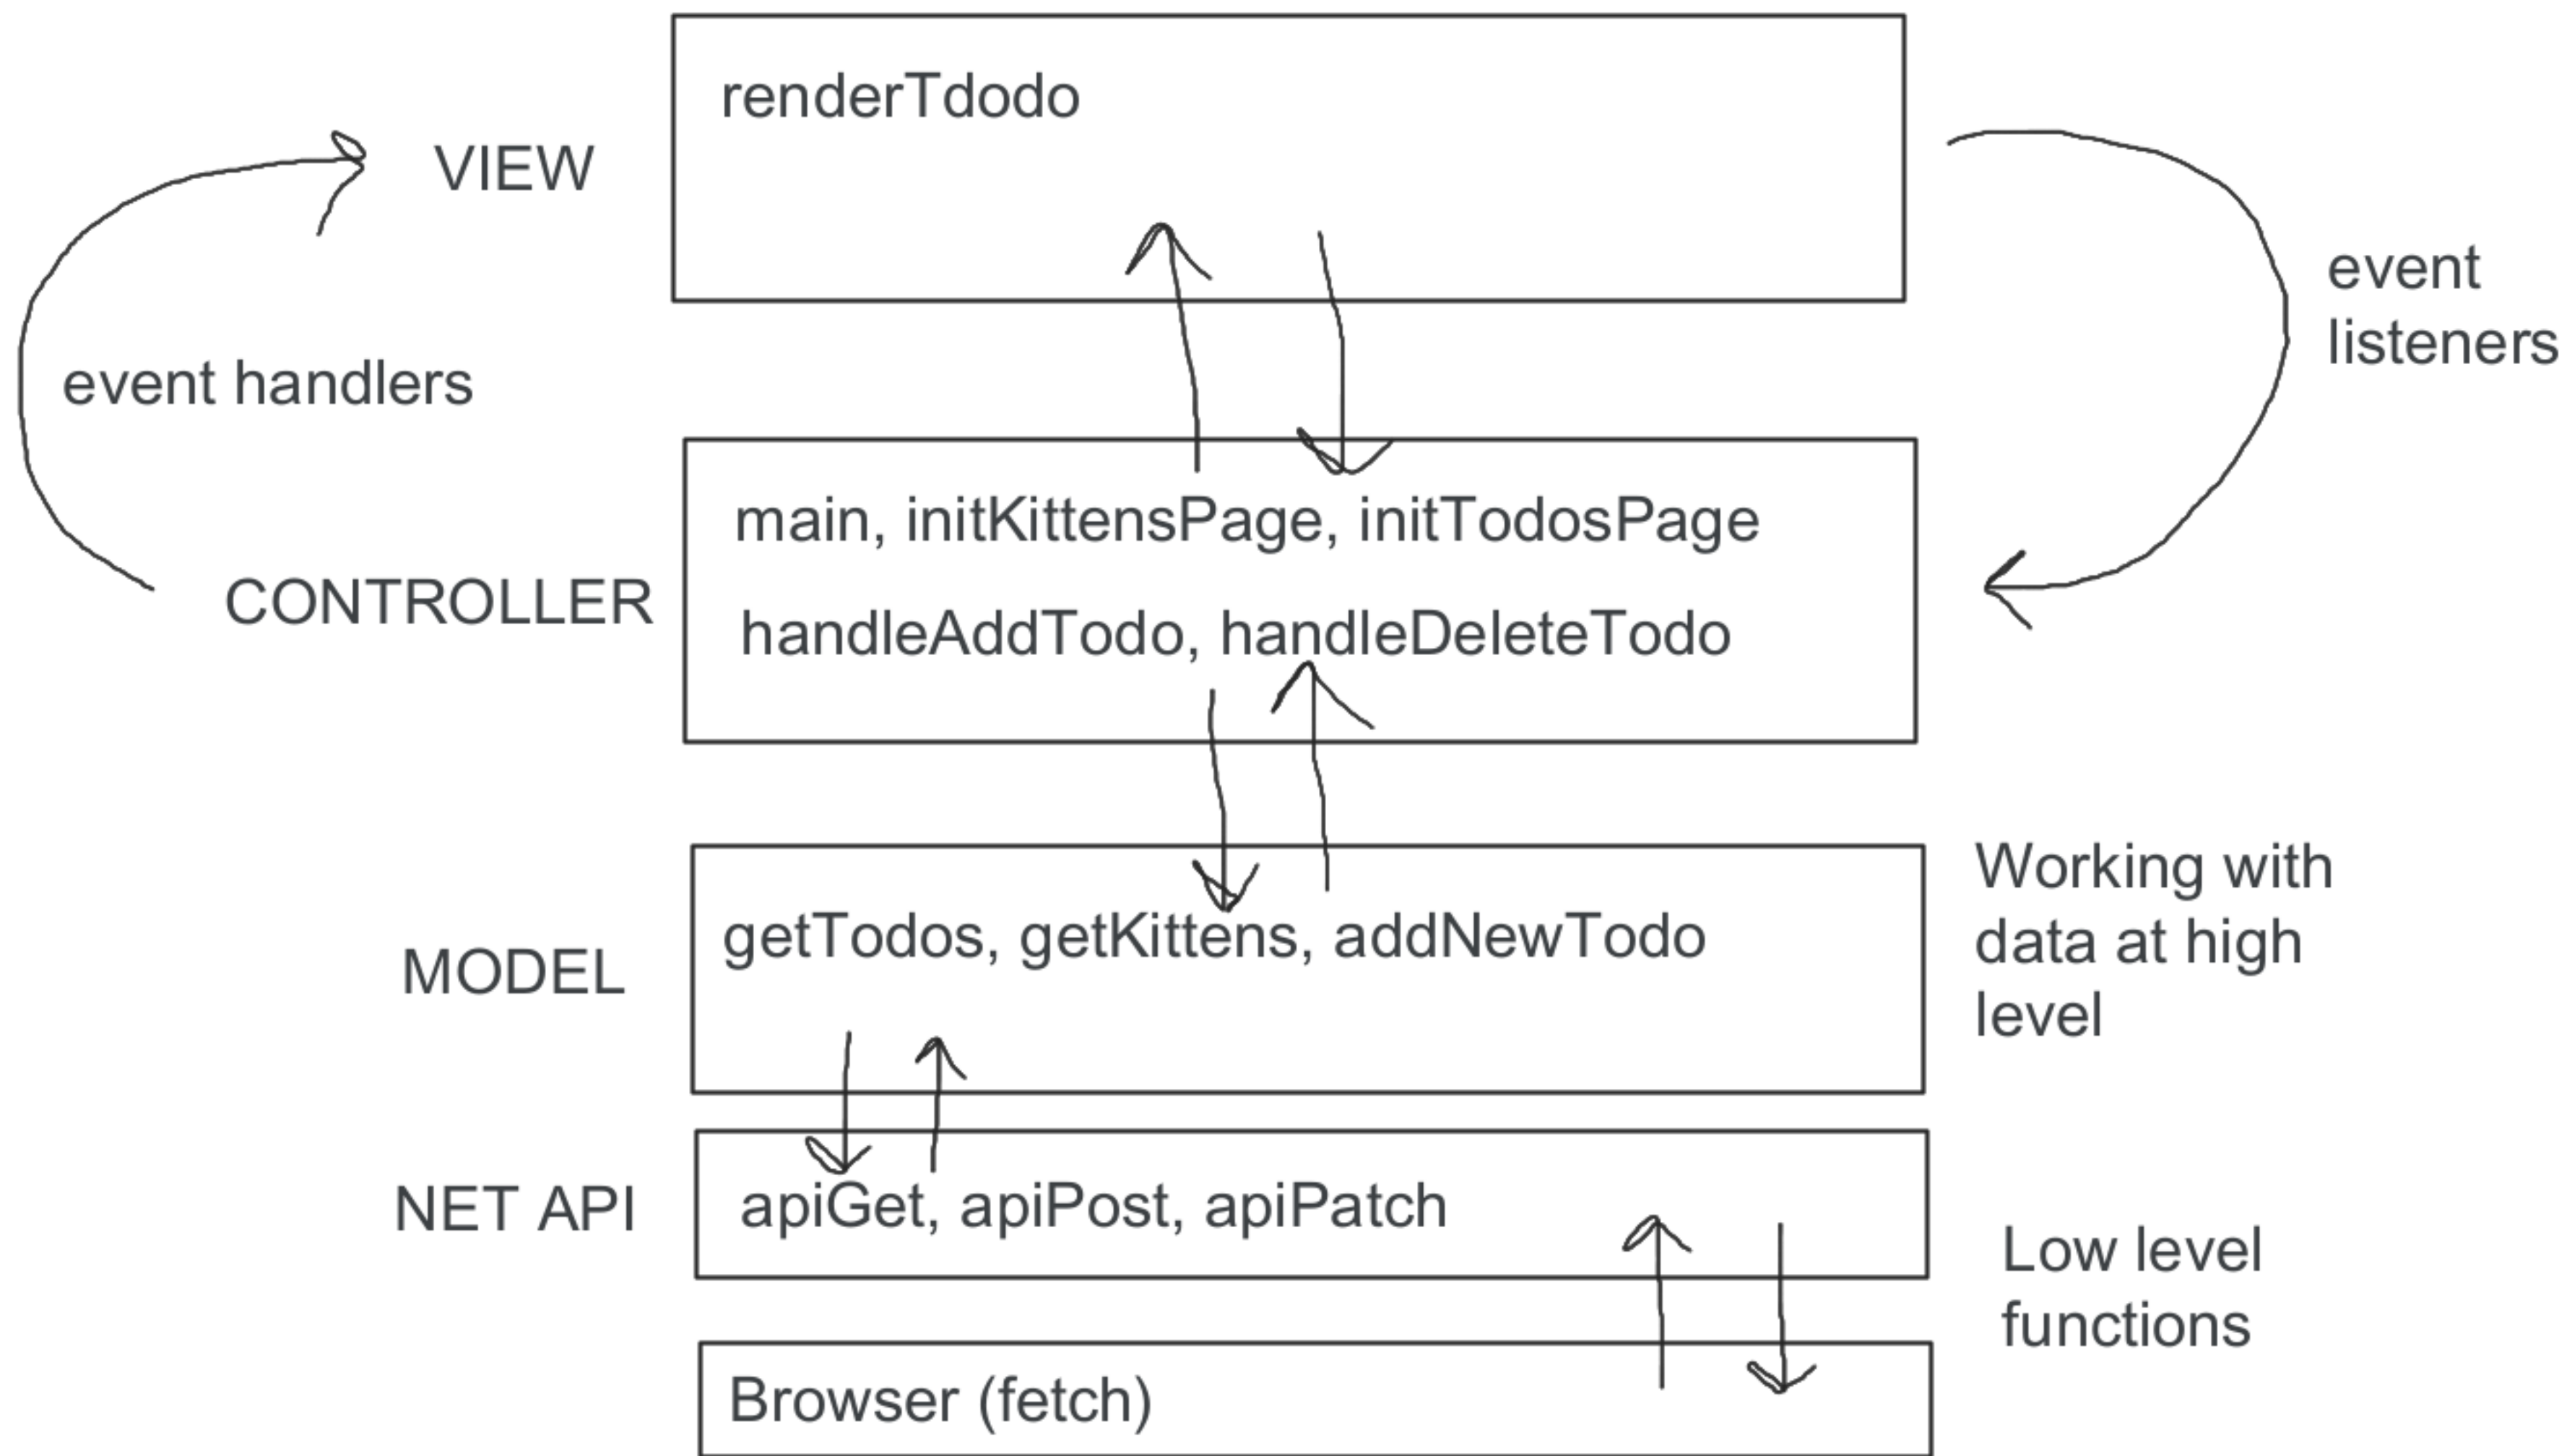 renderTdodo
VIEW
event
listeners
event handlers
main, initKittensPage, initTodosPage
CONTROLLER
handleAddTodo, handleDeleteTodo
Working with
data at high
level
getTodos, getKittens, addNewTodo
MODEL
NET API
apiGet, apiPost, apiPatch
Low level
functions
Browser (fetch)